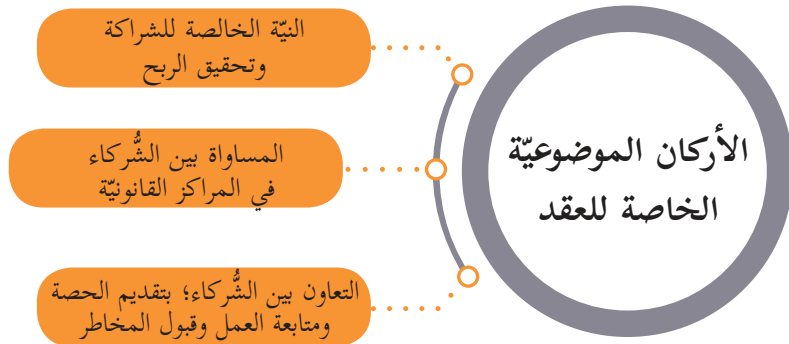 الأركان الموضوعيّة
الخاصة للعقد
النيّة الخالصة للشراكة
وتحقيق الربح
المساواة بين الشُّركاء
في المراكز القانونيّة
التعاون بين الشُّركاء؛ بتقديم الحصة
ومتابعة العمل وقبول المخاطر